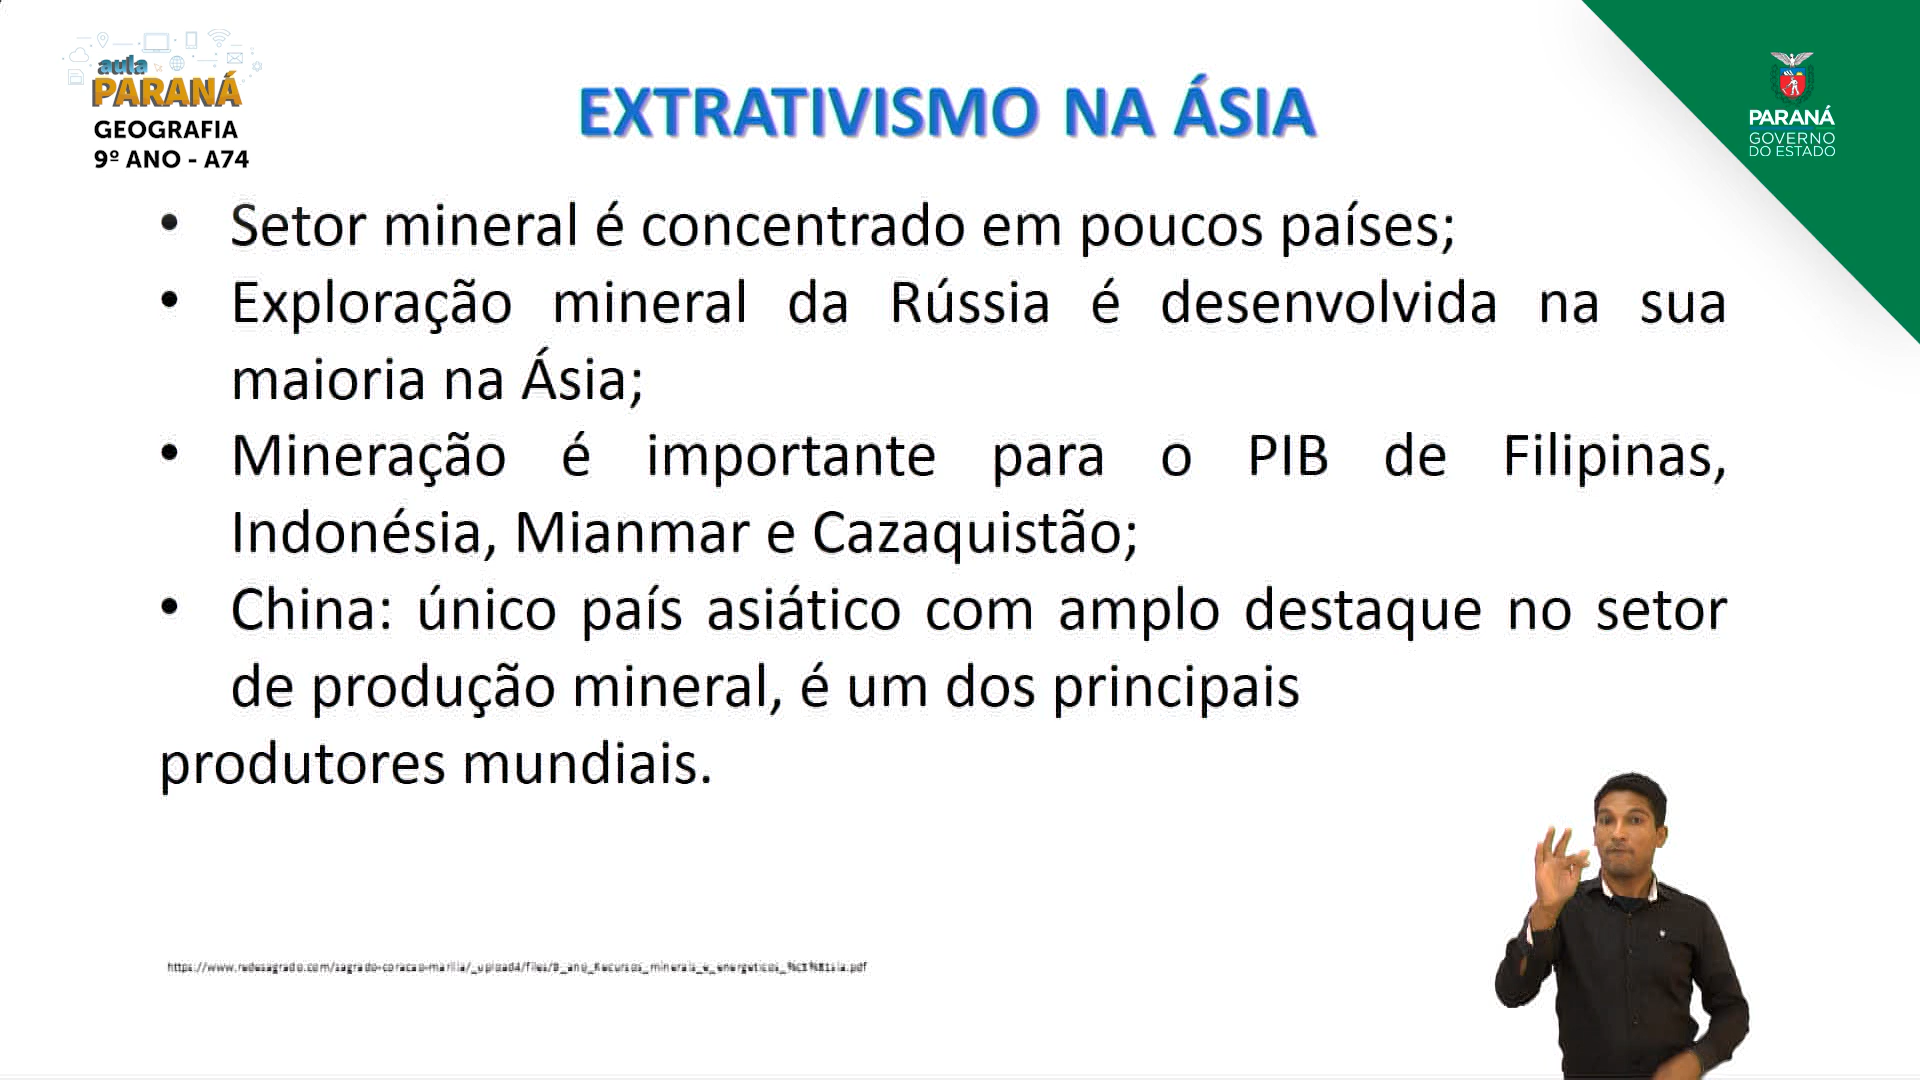 aula
PARANÁ
GEOGRAFIA
9º ANO - A74
EXTRATIVISMO NA ÁSIA
PARANÁ
GOVERNO
DO ESTADO
• Setor mineral é concentrado em poucos países;
• Exploração mineral da Rússia é desenvolvida na sua
maioria na Ásia;
• Mineração é importante para o PIB de Filipinas,
Indonésia, Mianmar e Cazaquistão;
• China: único país asiático com amplo destaque no setor
de produção mineral, é um dos principais
produtores mundiais.